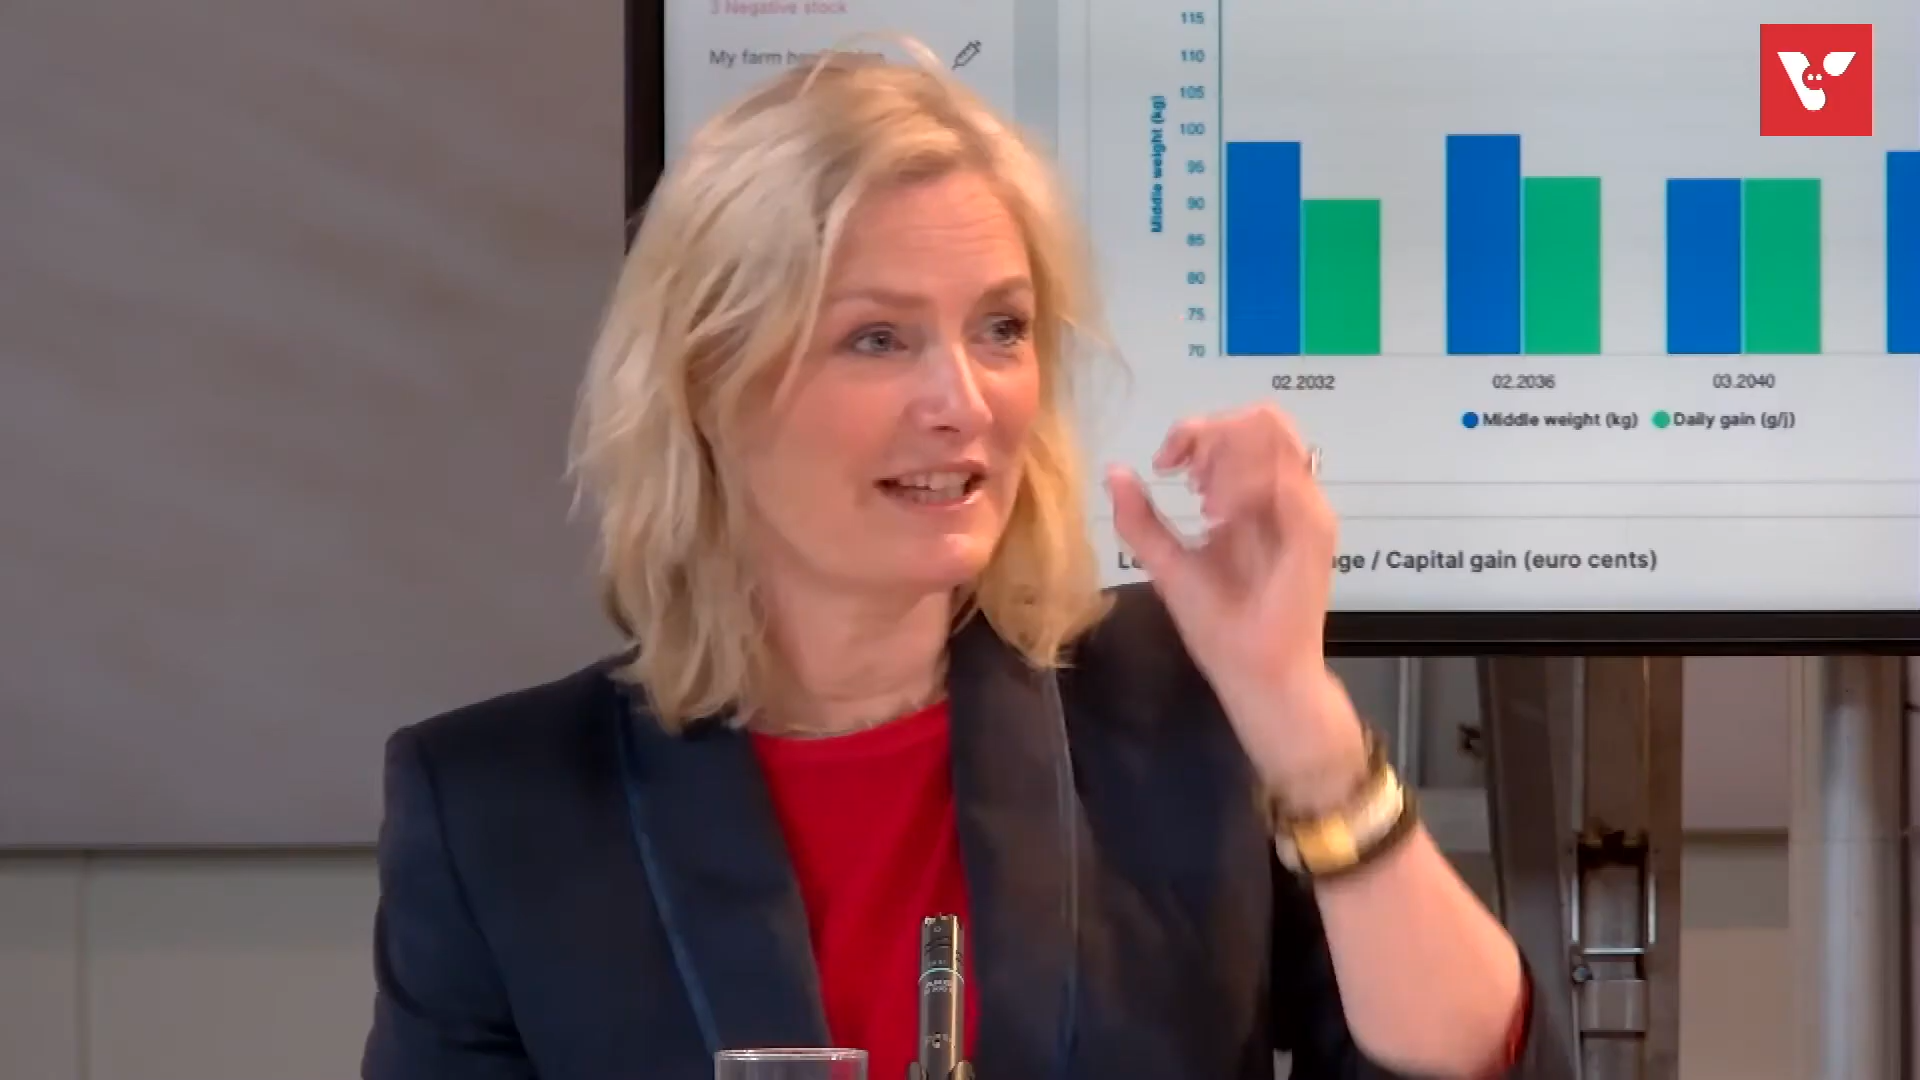 3 Negative stock
My farm
115
110
105
100
95
90
85
80
75
70
Middle weight (kg)
02.2032
02.2036
03.2040
Middle weight (kg)
Daily gain (g/j)
/ Capital gain (euro cents)
AKG